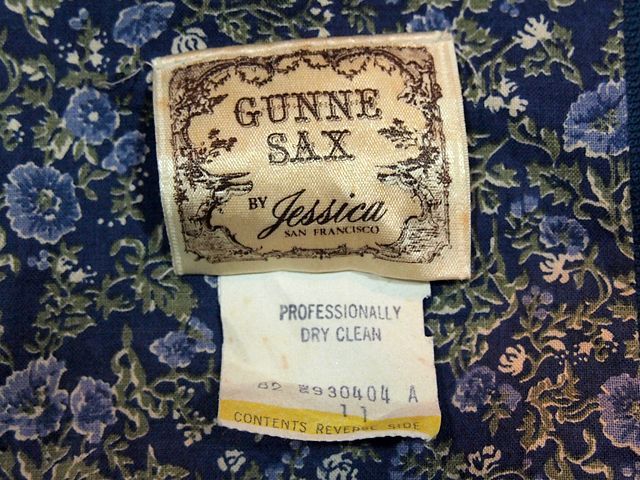 GUNNE
SAX
BY Jessica
SAN FRANCISCO
PROFESSIONALLY
DRY CLEAN
930404 A
11
CONTENTS REVERSE SIDE